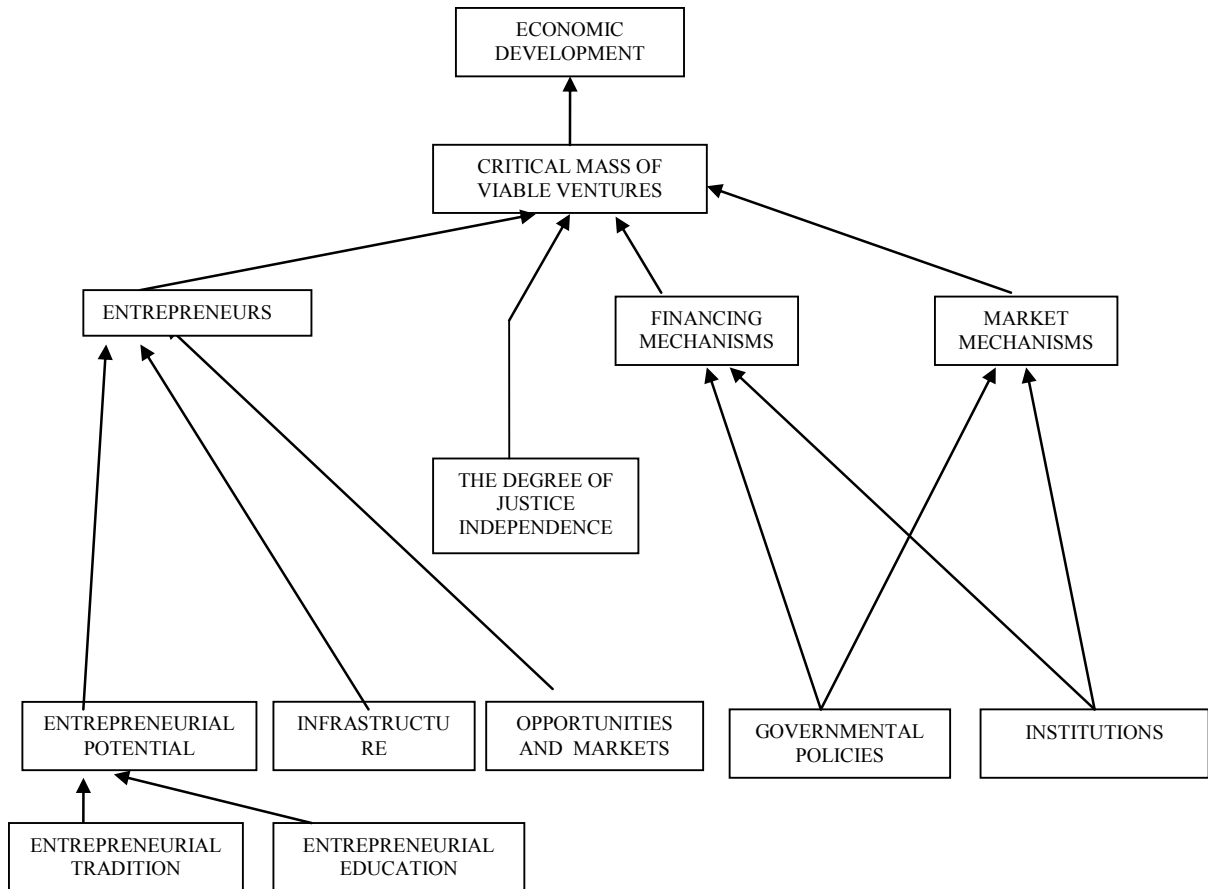 ECONOMIC
DEVELOPMENT
CRITICAL MASS OF
VIABLE VENTURES
ENTREPRENEURS
FINANCING
MECHANISMS
MARKET
MECHANISMS
THE DEGREE OF
JUSTICE
INDEPENDENCE
ENTREPRENEURIAL
POTENTIAL
INFRASTRUCTU
RE
OPPORTUNITIES
AND MARKETS
GOVERNMENTAL
POLICIES
INSTITUTIONS
ENTREPRENEURIAL
TRADITION
ENTREPRENEURIAL
EDUCATION